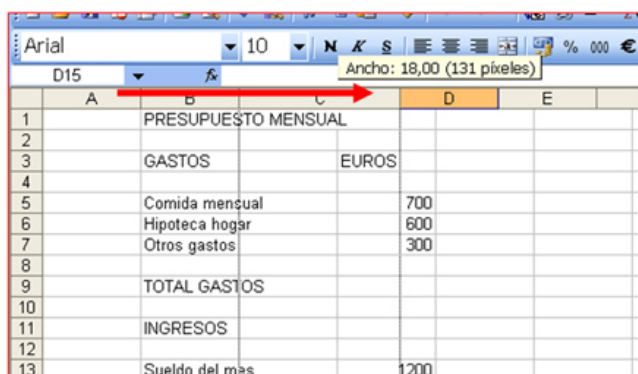 Arial 10 N K S % 000 €
D15 fx Ancho: 18,00 (131 píxeles)
A B C D E
1 PRESUPUESTO MENSUAL
2
3 GASTOS EUROS
4
5 Comida mensual 700
6 Hipoteca hogar 600
7 Otros gastos 300
8
9 TOTAL GASTOS
10
11 INGRESOS
12
13 Sueldo del mes 1200